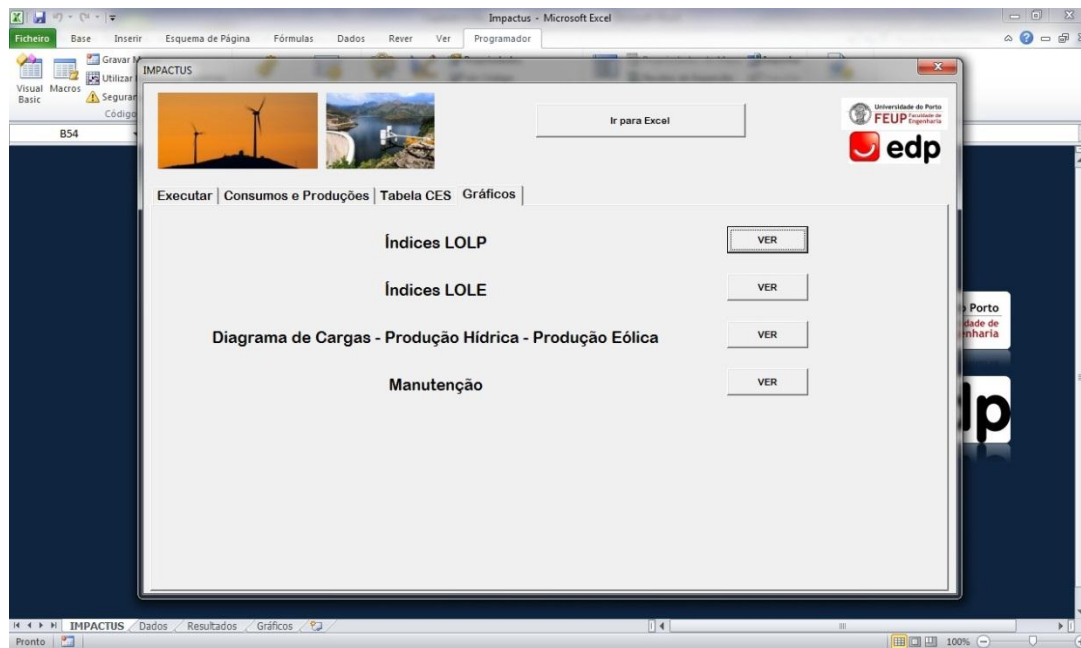 Impactus - Microsoft Excel
Ficheiro Base Inserir Esquema de Página Fórmulas Dados Rever Ver Programador
Visual Basic
Macros
Gravar
Utilizar
Seguran
Código
B54
IMPACTUS
Ir para Excel
Universidade do Porto
FEUP Faculdade de Engenharia
edp
Executar Consumos e Produções Tabela CES Gráficos
Índices LOLP VER
Índices LOLE VER
Diagrama de Cargas - Produção Hídrica - Produção Eólica VER
Manutenção VER
Porto
dade de
nharia
IMPACTUS Dados Resultados Gráficos
Pronto 100%